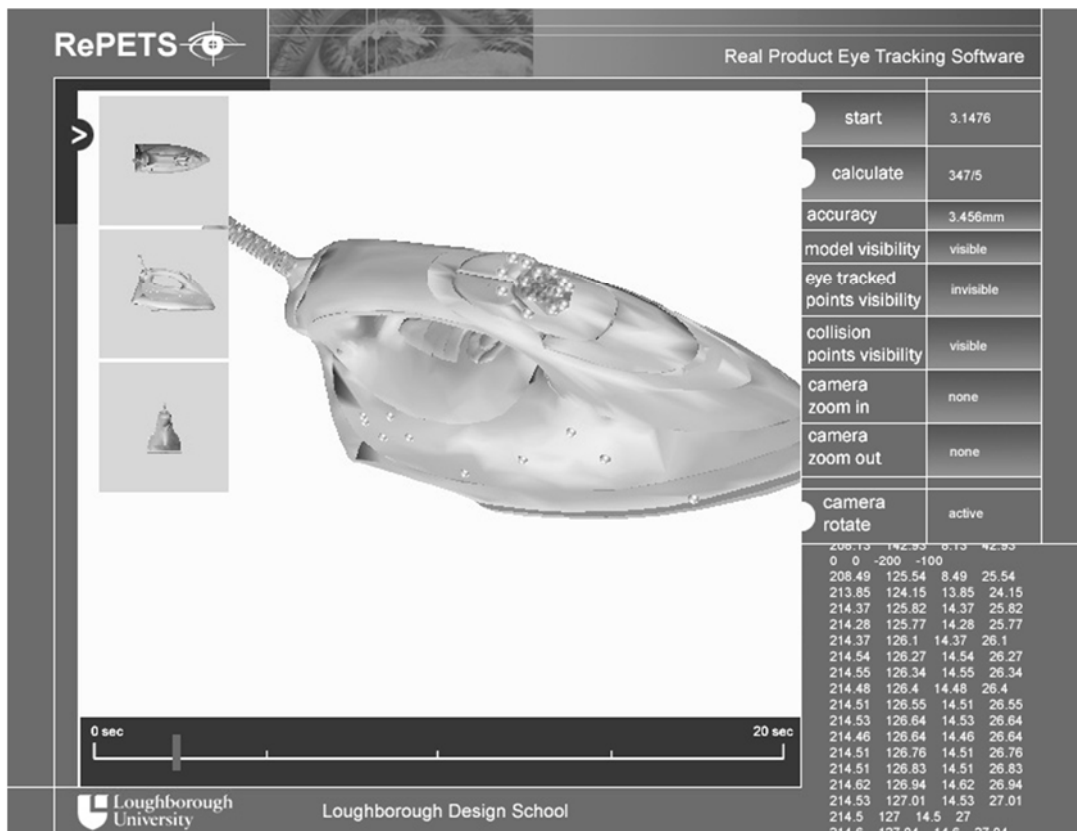 RePETS
Real Product Eye Tracking Software
>
start 3.1476
calculate 347/5
accuracy 3.456mm
model visibility visible
eye tracked
points visibility invisible
collision
points visibility visible
camera
zoom in none
camera
zoom out none
camera
rotate active
208.13 142.93 8.13 42.93
0 0 -200 -100
208.49 125.54 8.49 25.54
213.85 124.15 13.85 24.15
214.37 125.82 14.37 25.82
214.28 125.77 14.28 25.77
214.37 126.1 14.37 26.1
214.54 126.27 14.54 26.27
214.55 126.34 14.55 26.34
214.48 126.4 14.48 26.4
214.51 126.55 14.51 26.55
214.53 126.64 14.53 26.64
214.46 126.64 14.46 26.64
214.51 126.76 14.51 26.76
214.51 126.83 14.51 26.83
214.62 126.94 14.62 26.94
214.53 127.01 14.53 27.01
214.5 127 14.5 27
0 sec 20 sec
Loughborough
University
Loughborough Design School